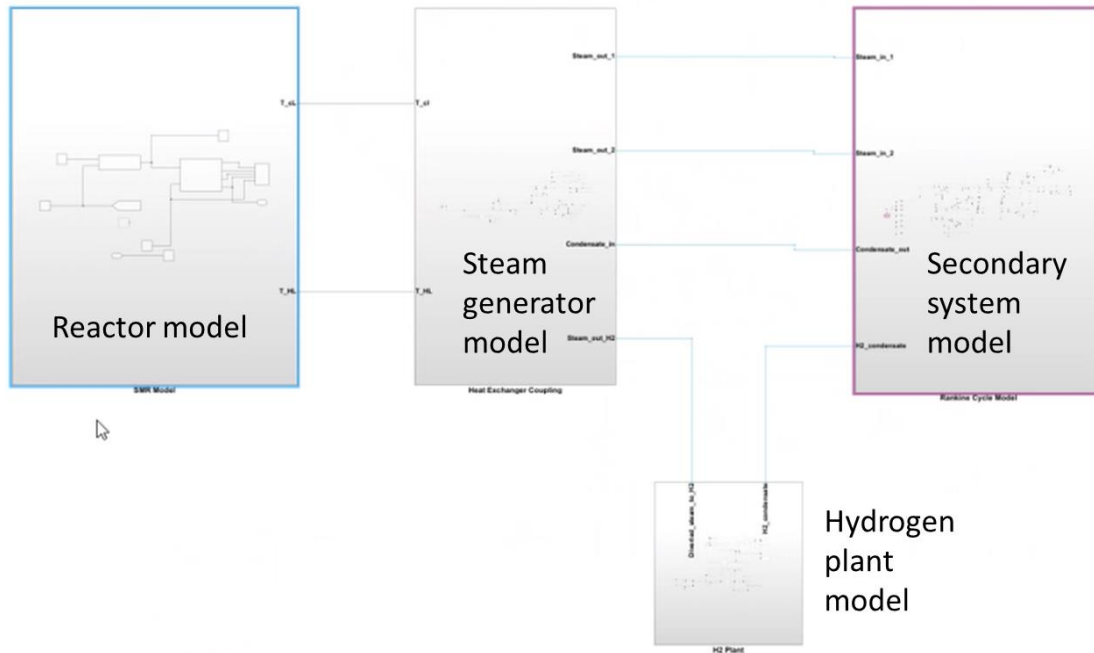 T_cL
T_HL
Reactor model
SMR Model
T_cl
T_HL
Steam_out_1
Steam_out_2
Condensate_in
Steam_out_H2
Steam
generator
model
Heat Exchanger Coupling
Steam_in_1
Steam_in_2
Condensate_out
H2_condensate
Secondary
system
model
Rankine Cycle Model
Diverted_steam_to_H2
H2_condensate
H2 Plant
Hydrogen
plant
model